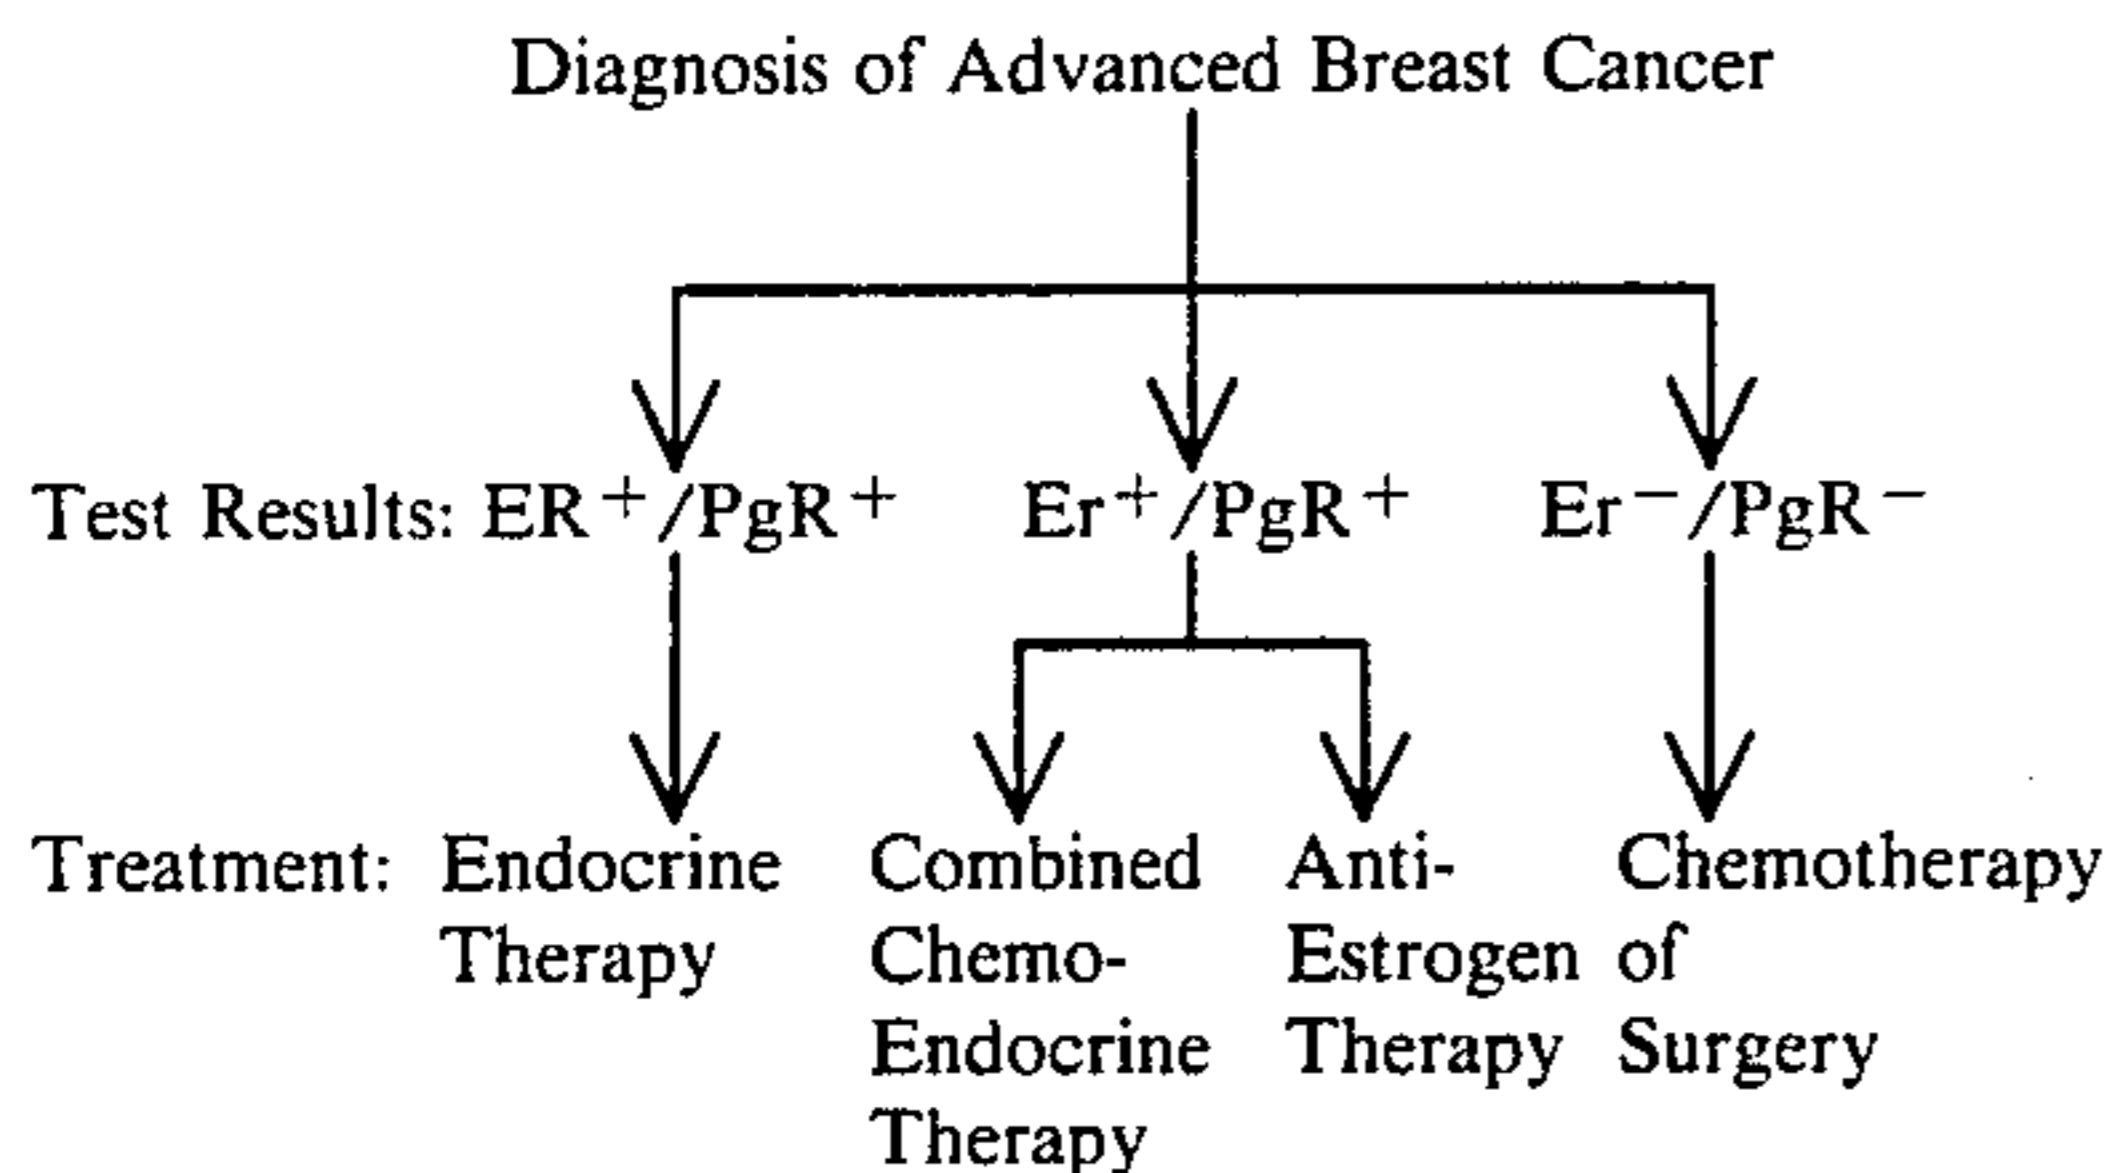 Diagnosis of Advanced Breast Cancer
Test Results: ER+/PgR+ Er+/PgR+ Er−/PgR−
Treatment: Endocrine Combined Anti- Chemotherapy
Therapy Chemo- Estrogen of
Endocrine Therapy Surgery
Therapy